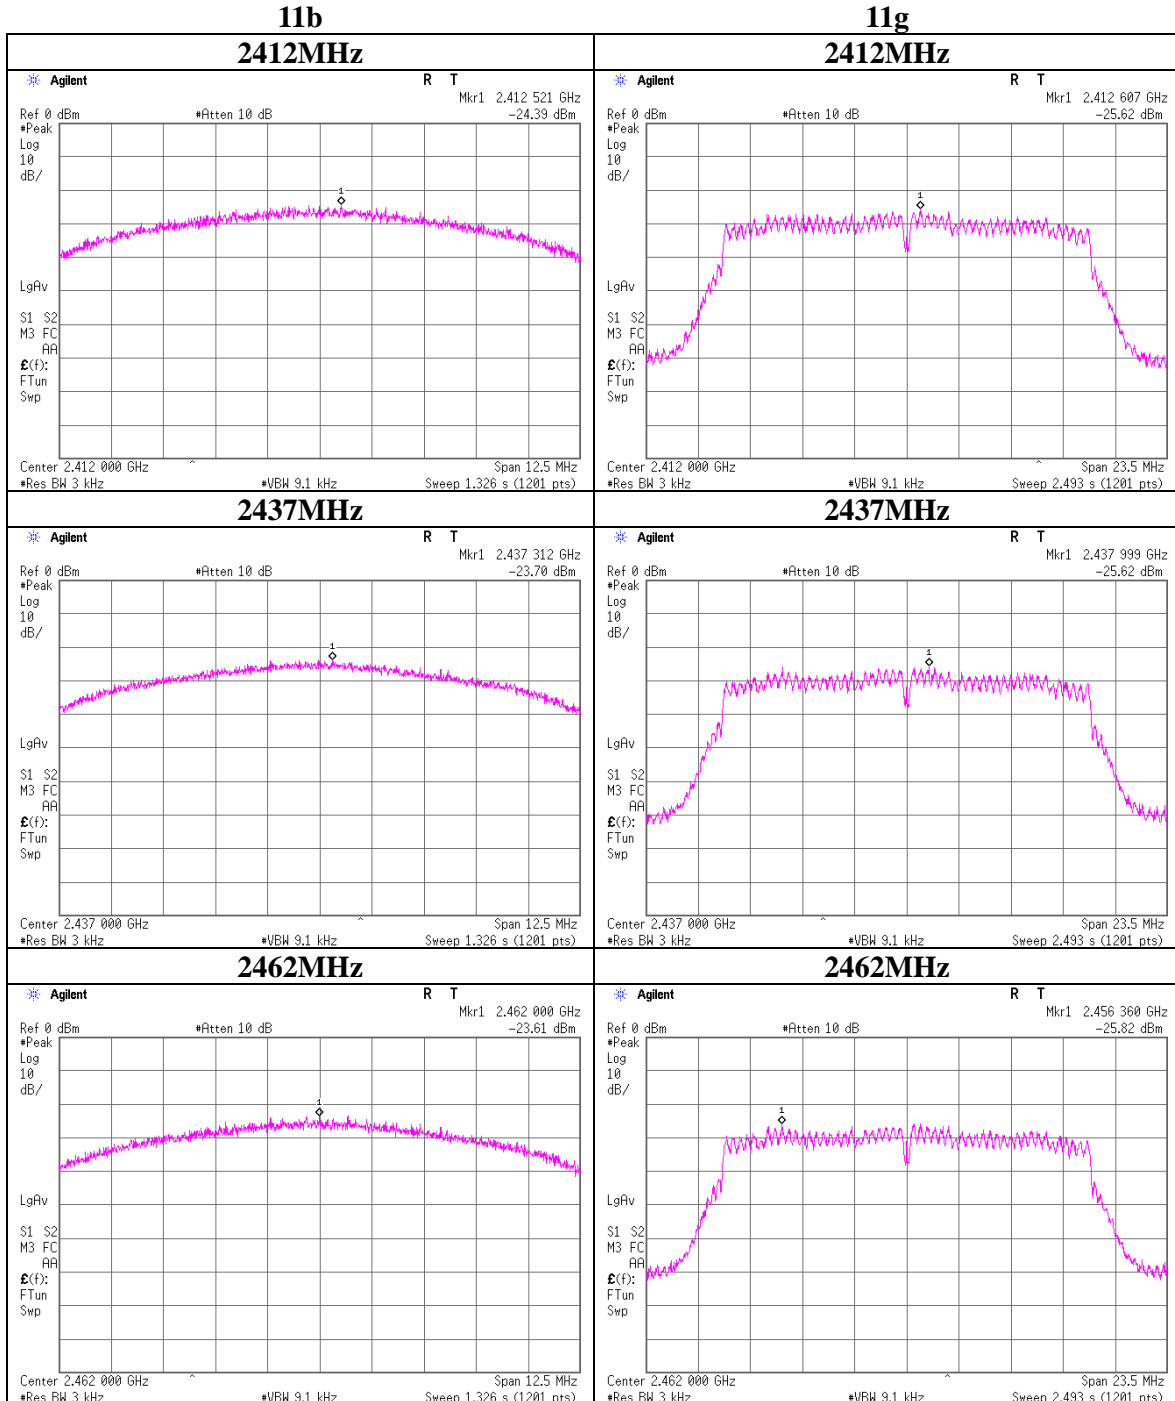 11b 11g
2412MHz 2412MHz
Agilent R T
Mkr1 2.412 521 GHz
Ref 0 dBm #Atten 10 dB -24.39 dBm
#Peak
Log
10
dB/
1
LgAv
S1 S2
M3 FC
AA
£(f):
FTun
Swp
Center 2.412 000 GHz ^ Span 12.5 MHz
#Res BW 3 kHz #VBW 9.1 kHz Sweep 1.326 s (1201 pts)
Agilent R T
Mkr1 2.412 607 GHz
Ref 0 dBm #Atten 10 dB -25.62 dBm
#Peak
Log
10
dB/
1
LgAv
S1 S2
M3 FC
AA
£(f):
FTun
Swp
Center 2.412 000 GHz ^ Span 23.5 MHz
#Res BW 3 kHz #VBW 9.1 kHz Sweep 2.493 s (1201 pts)
2437MHz 2437MHz
Agilent R T
Mkr1 2.437 312 GHz
Ref 0 dBm #Atten 10 dB -23.70 dBm
#Peak
Log
10
dB/
1
LgAv
S1 S2
M3 FC
AA
£(f):
FTun
Swp
Center 2.437 000 GHz ^ Span 12.5 MHz
#Res BW 3 kHz #VBW 9.1 kHz Sweep 1.326 s (1201 pts)
Agilent R T
Mkr1 2.437 999 GHz
Ref 0 dBm #Atten 10 dB -25.62 dBm
#Peak
Log
10
dB/
1
LgAv
S1 S2
M3 FC
AA
£(f):
FTun
Swp
Center 2.437 000 GHz ^ Span 23.5 MHz
#Res BW 3 kHz #VBW 9.1 kHz Sweep 2.493 s (1201 pts)
2462MHz 2462MHz
Agilent R T
Mkr1 2.462 000 GHz
Ref 0 dBm #Atten 10 dB -23.61 dBm
#Peak
Log
10
dB/
1
LgAv
S1 S2
M3 FC
AA
£(f):
FTun
Swp
Center 2.462 000 GHz ^ Span 12.5 MHz
#Res BW 3 kHz #VBW 9.1 kHz Sweep 1.326 s (1201 pts)
Agilent R T
Mkr1 2.456 360 GHz
Ref 0 dBm #Atten 10 dB -25.82 dBm
#Peak
Log
10
dB/
1
LgAv
S1 S2
M3 FC
AA
£(f):
FTun
Swp
Center 2.462 000 GHz ^ Span 23.5 MHz
#Res BW 3 kHz #VBW 9.1 kHz Sweep 2.493 s (1201 pts)